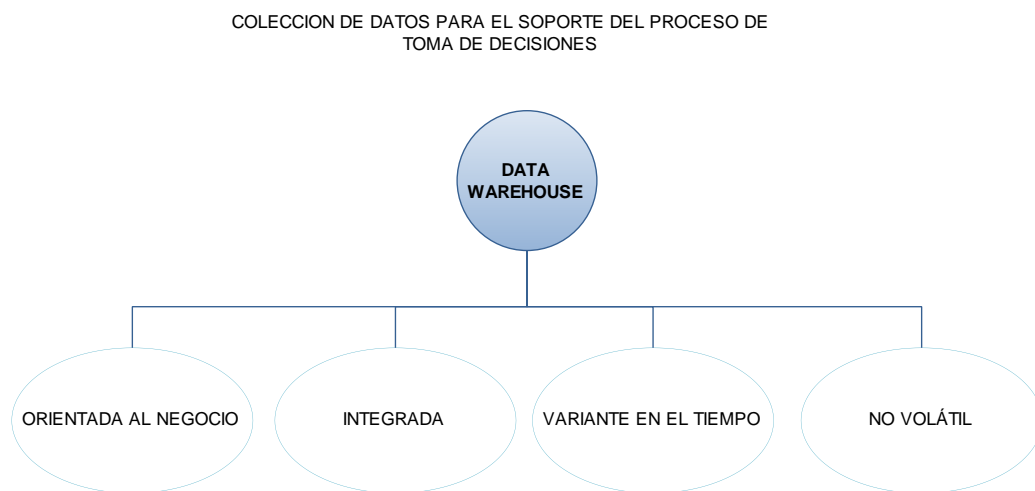 COLECCION DE DATOS PARA EL SOPORTE DEL PROCESO DE
TOMA DE DECISIONES
DATA
WAREHOUSE
ORIENTADA AL NEGOCIO
INTEGRADA
VARIANTE EN EL TIEMPO
NO VOLÁTIL